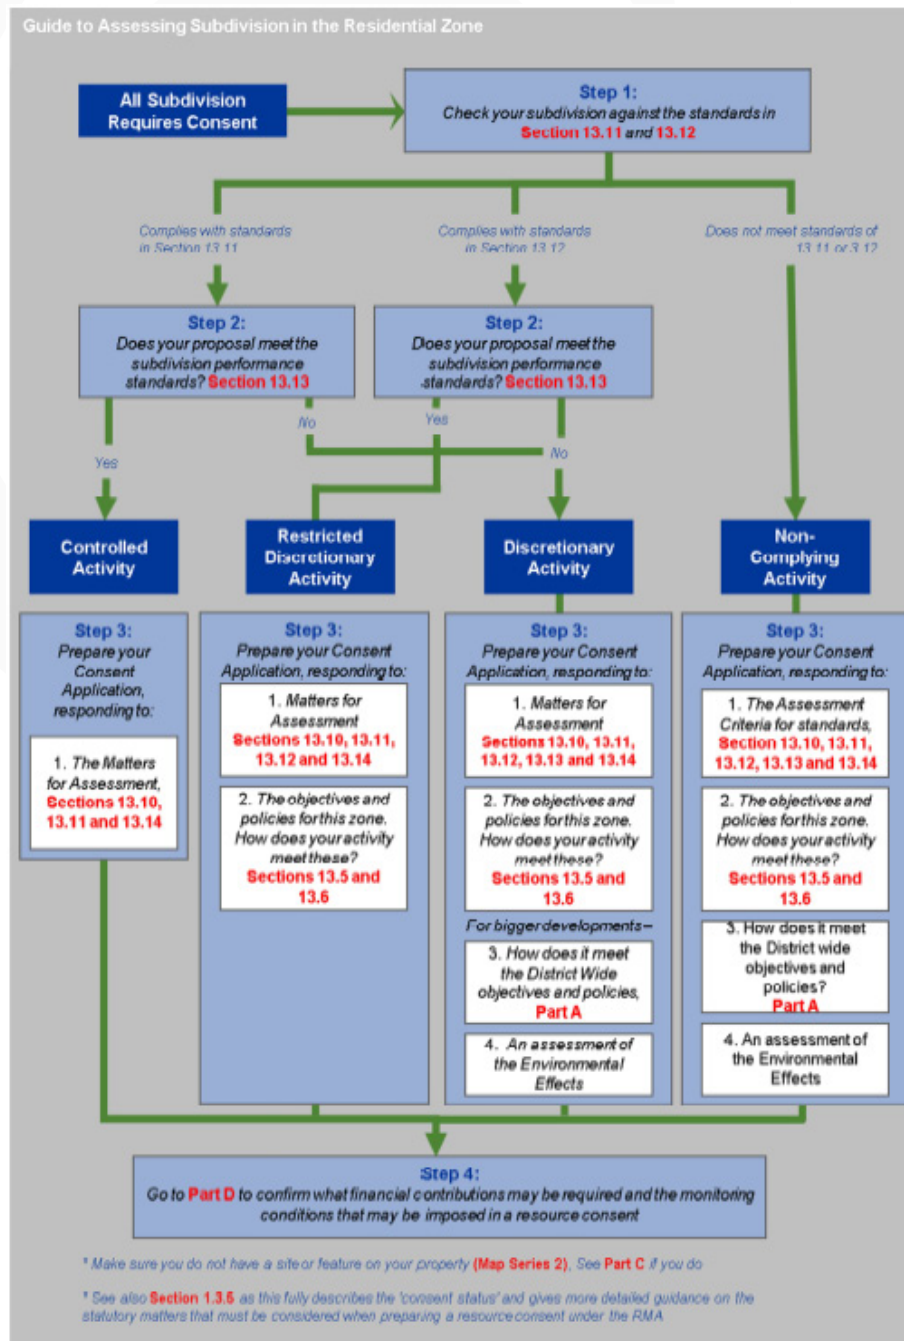 Guide to Assessing Subdivision in the Residential Zone
All Subdivision
Requires Consent
Step 1:
Check your subdivision against the standards in
Section 13.11 and 13.12
Complies with standards
in Section 13.11
Complies with standards
in Section 13.12
Does not meet standards of
13.11 or 3.12
Step 2:
Does your proposal meet the
subdivision performance
standards? Section 13.13
Step 2:
Does your proposal meet the
subdivision performance
standards? Section 13.13
Yes
No
Yes
No
Controlled
Activity
Restricted
Discretionary
Activity
Discretionary
Activity
Non-
Complying
Activity
Step 3:
Prepare your
Consent
Application,
responding to:
1. The Matters
for Assessment,
Sections 13.10,
13.11 and 13.14
Step 3:
Prepare your Consent
Application, responding to:
1. Matters for
Assessment
Sections 13.10, 13.11,
13.12 and 13.14
2. The objectives and
policies for this zone.
How does your activity
meet these?
Sections 13.5 and
13.6
Step 3:
Prepare your Consent
Application, responding to:
1. Matters for
Assessment
Sections 13.10, 13.11,
13.12, 13.13 and 13.14
2. The objectives and
policies for this zone.
How does your activity
meet these?
Sections 13.5 and
13.6
For bigger developments–
3. How does it meet
the District Wide
objectives and policies,
Part A
4. An assessment of
the Environmental
Effects
Step 3:
Prepare your Consent
Application, responding to:
1. The Assessment
Criteria for standards,
Section 13.10, 13.11,
13.12, 13.13 and 13.14
2. The objectives and
policies for this zone.
How does your activity
meet these?
Sections 13.5 and
13.6
3. How does it meet
the District wide
objectives and
policies?
Part A
4. An assessment of
the Environmental
Effects
Step 4:
Go to Part D to confirm what financial contributions may be required and the monitoring
conditions that may be imposed in a resource consent
* Make sure you do not have a site or feature on your property (Map Series 2), See Part C if you do
* See also Section 1.3.5 as this fully describes the 'consent status' and gives more detailed guidance on the
statutory matters that must be considered when preparing a resource consent under the RMA